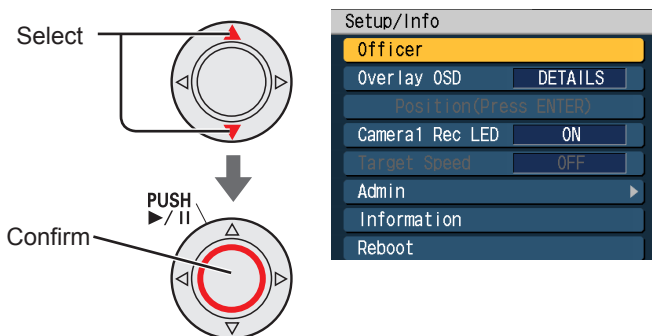 Select
PUSH
▶/II
Confirm
Setup/Info
Officer
Overlay OSD DETAILS
Position(Press ENTER)
Camera1 Rec LED ON
Target Speed OFF
Admin
Information
Reboot